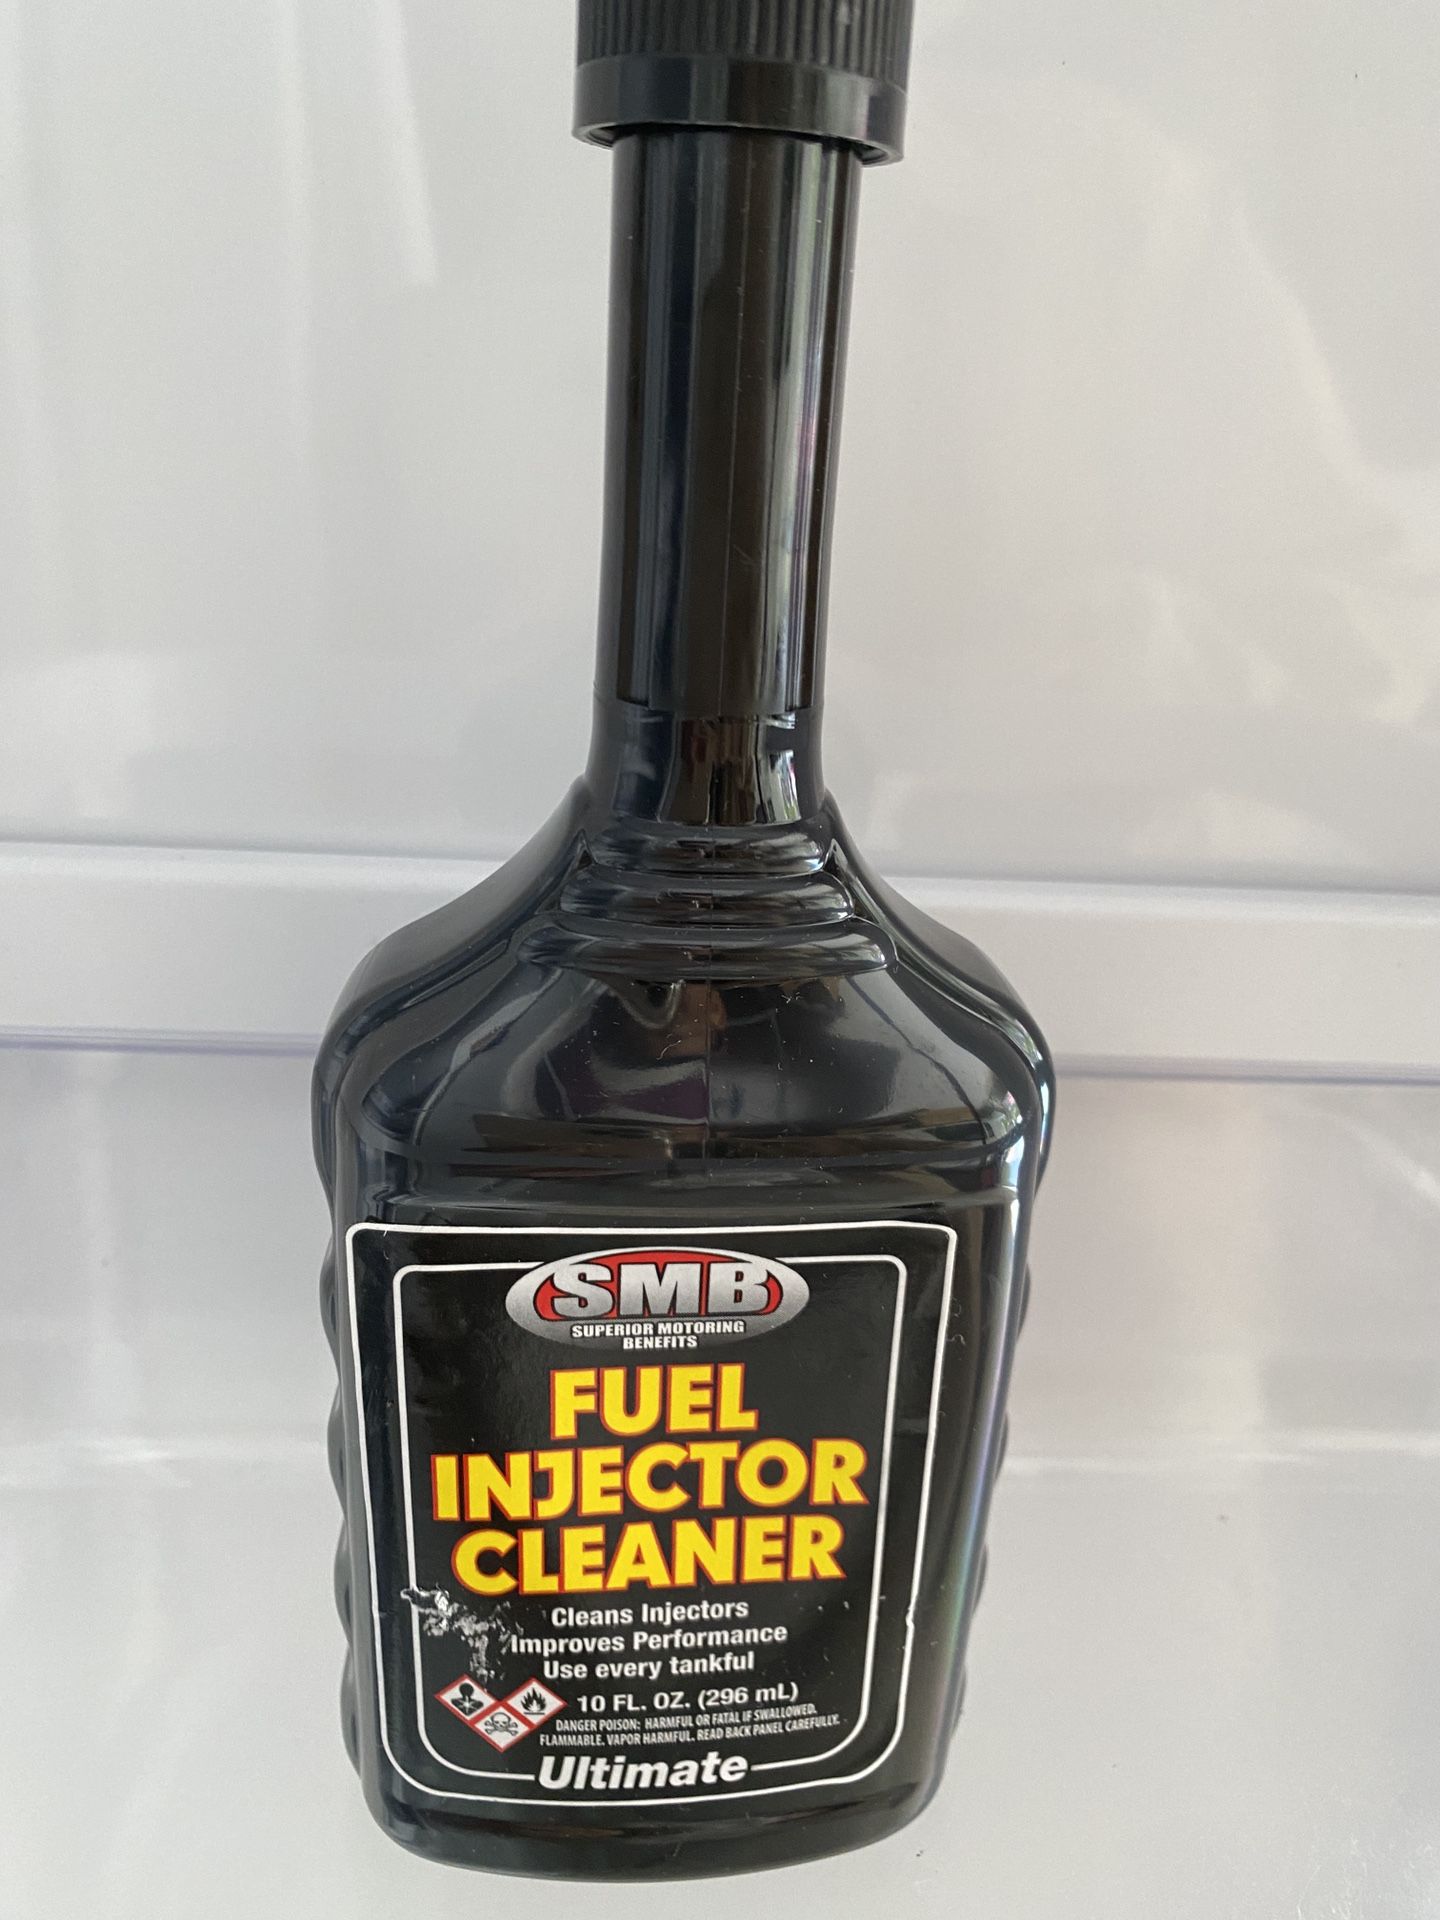 SMB
SUPERIOR MOTORING
BENEFITS
FUEL
INJECTOR
CLEANER
Cleans Injectors
Improves Performance
Use every tankful
10 FL. OZ. (296 mL)
DANGER POISON: HARMFUL OR FATAL IF SWALLOWED.
FLAMMABLE. VAPOR HARMFUL. READ BACK PANEL CAREFULLY.
Ultimate